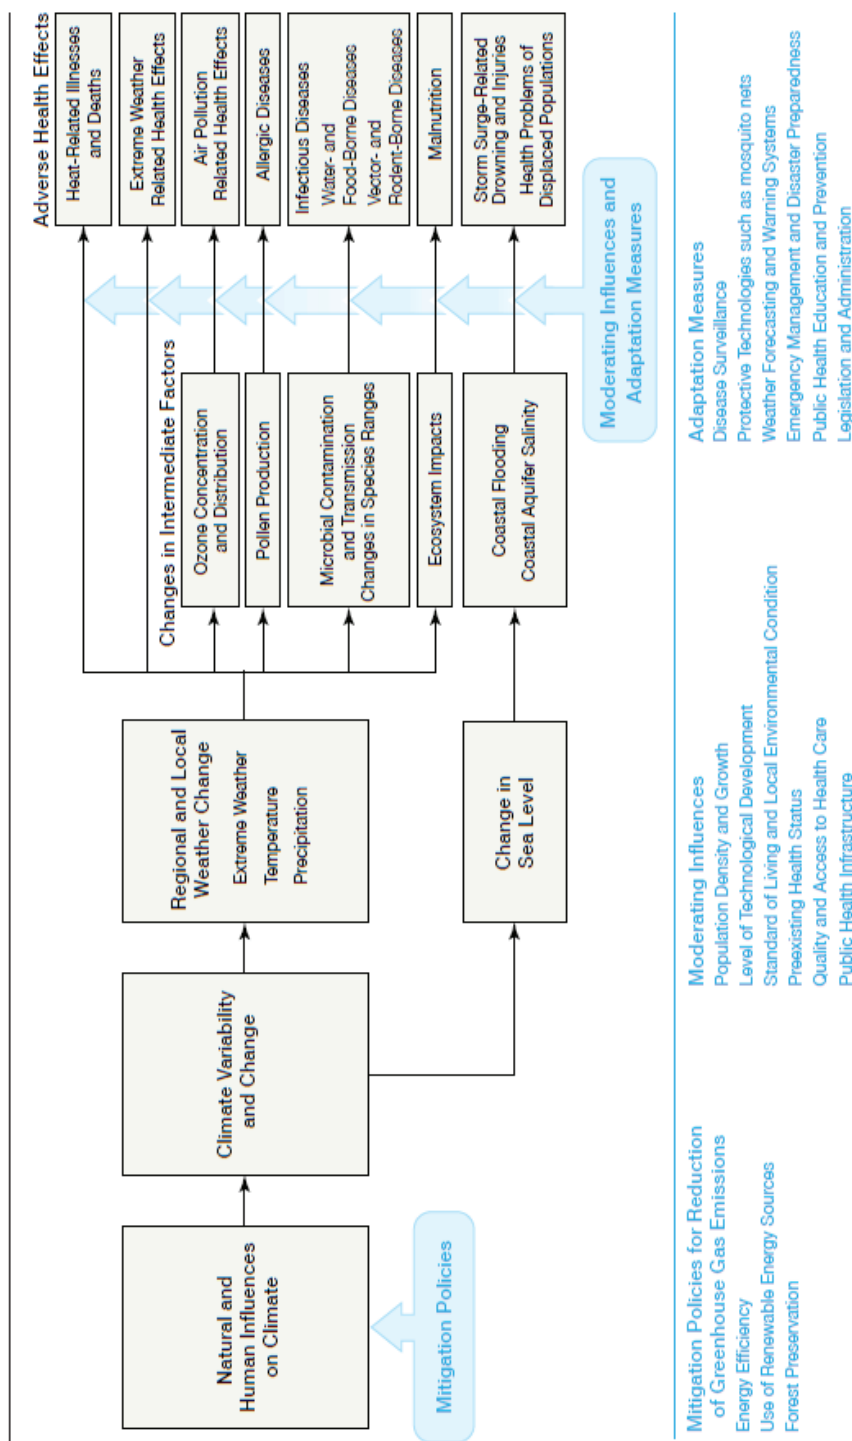 Natural and
Human Influences
on Climate
Mitigation Policies
Climate Variability
and Change
Regional and Local
Weather Change
Extreme Weather
Temperature
Precipitation
Change in
Sea Level
Changes in Intermediate Factors
Ozone Concentration
and Distribution
Pollen Production
Microbial Contamination
and Transmission
Changes in Species Ranges
Ecosystem Impacts
Coastal Flooding
Coastal Aquifer Salinity
Moderating Influences and
Adaptation Measures
Adverse Health Effects
Heat-Related Illnesses
and Deaths
Extreme Weather
Related Health Effects
Air Pollution
Related Health Effects
Allergic Diseases
Infectious Diseases
Water- and
Food-Borne Diseases
Vector- and
Rodent-Borne Diseases
Malnutrition
Storm Surge-Related
Drowning and Injuries
Health Problems of
Displaced Populations
Mitigation Policies for Reduction
of Greenhouse Gas Emissions
Energy Efficiency
Use of Renewable Energy Sources
Forest Preservation
Moderating Influences
Population Density and Growth
Level of Technological Development
Standard of Living and Local Environmental Condition
Preexisting Health Status
Quality and Access to Health Care
Public Health Infrastructure
Adaptation Measures
Disease Surveillance
Protective Technologies such as mosquito nets
Weather Forecasting and Warning Systems
Emergency Management and Disaster Preparedness
Public Health Education and Prevention
Legislation and Administration